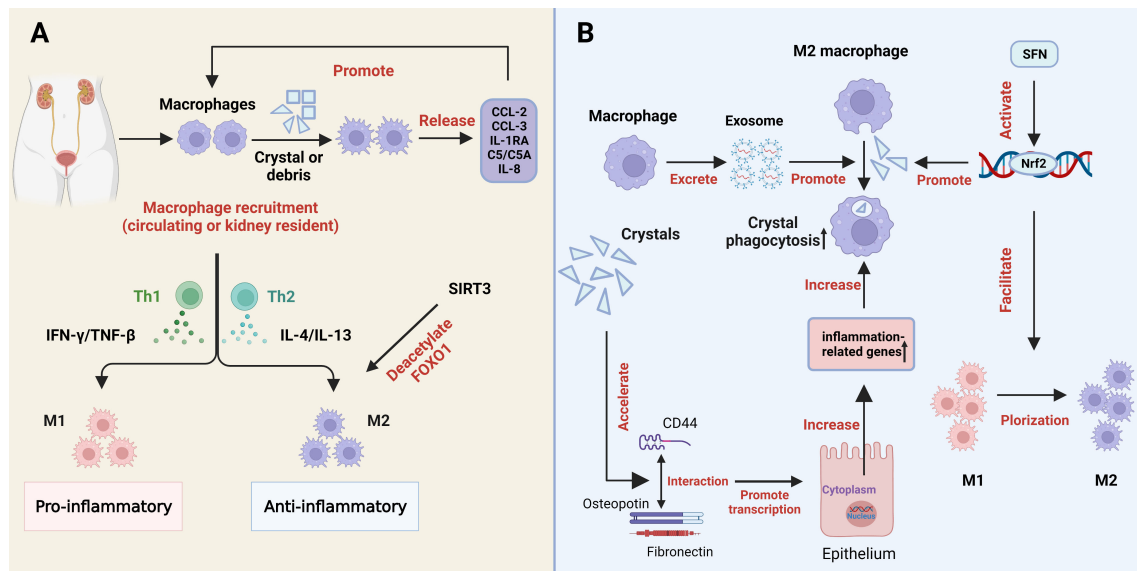 A
Promote
Macrophages
Crystal or
debris
Release
CCL-2
CCL-3
IL-1RA
C5/C5A
IL-8
Macrophage recruitment
(circulating or kidney resident)
Th1
Th2
IFN-γ/TNF-β
IL-4/IL-13
SIRT3
Deacetylate
FOXO1
M1
M2
Pro-inflammatory
Anti-inflammatory
B
M2 macrophage
SFN
Activate
Macrophage
Exosome
Nrf2
Excrete
Promote
Promote
Crystal
phagocytosis
Crystals
Increase
Facilitate
inflammation-
related genes
Accelerate
Increase
CD44
Plorization
M1
M2
Interaction
Promote
transcription
Osteopotin
Fibronectin
Cytoplasm
Nucleus
Epithelium